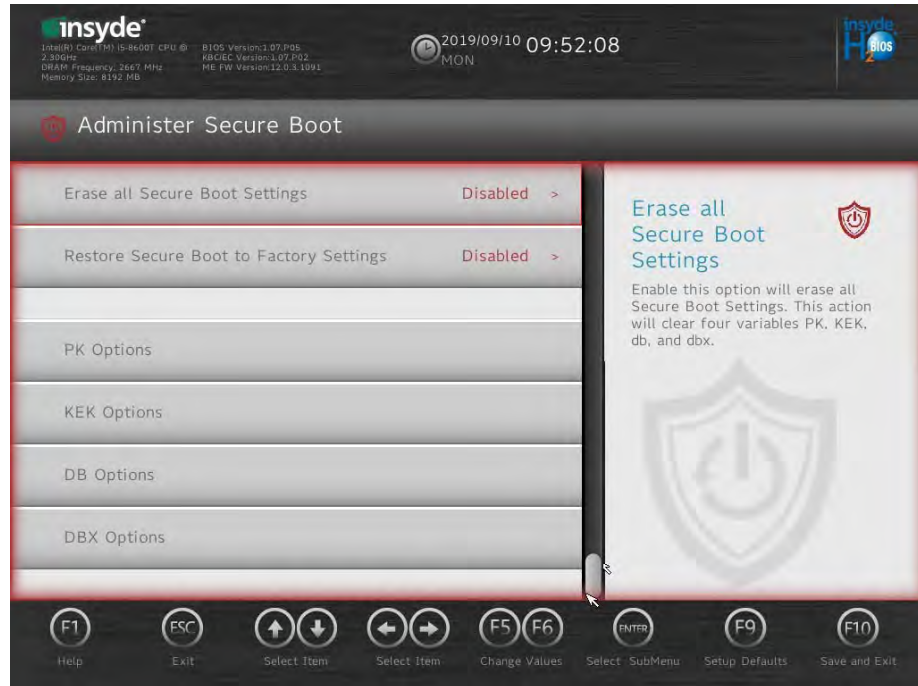 insyde
Intel(R) Core(TM) i5-8600T CPU @
2.30GHz
DRAM Frequency: 2667 MHz
Memory Size: 8192 MB
BIOS Version:1.07.P05
KBC/EC Version:1.07.P02
ME FW Version:12.0.3.1091
2019/09/10 09:52:08
MON
insyde
H2O BIOS
Administer Secure Boot
Erase all Secure Boot Settings Disabled >
Restore Secure Boot to Factory Settings Disabled >
PK Options
KEK Options
DB Options
DBX Options
Erase all
Secure Boot
Settings
Enable this option will erase all
Secure Boot Settings. This action
will clear four variables PK, KEK,
db, and dbx.
F1 ESC F5 F6 ENTER F9 F10
Help Exit Select Item Select Item Change Values Select SubMenu Setup Defaults Save and Exit